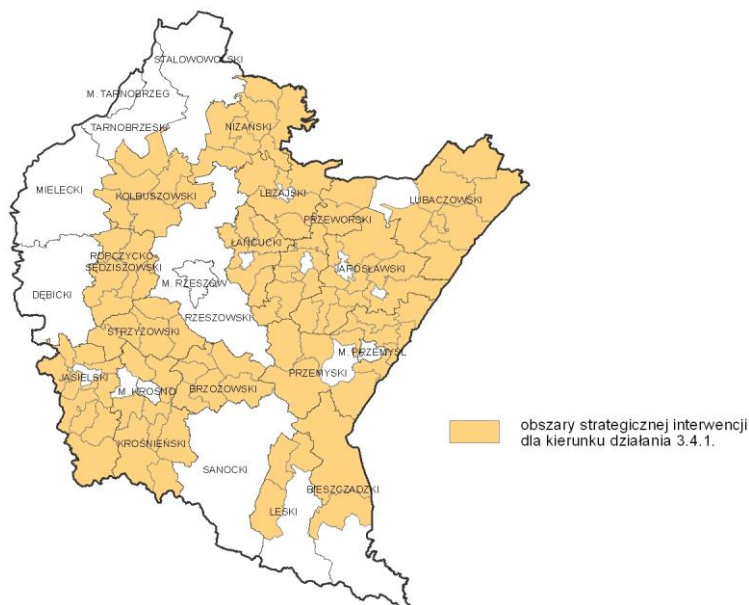 STALOWOWOLSKI
M. TARNOBRZEG
TARNOBRZESKI
NIŻAŃSKI
MIELECKI
KOLBUSZOWSKI
LEŻAJSKI
LUBACZOWSKI
PRZEWORSKI
ŁAŃCUCKI
ROPCZYCKO-
SĘDZISZOWSKI
JAROSŁAWSKI
M. RZESZÓW
DĘBICKI
RZESZOWSKI
STRZYŻOWSKI
M. PRZEMYŚL
PRZEMYSKI
JASIELSKI
M. KROSNO
BRZOZOWSKI
obszary strategicznej interwencji
dla kierunku działania 3.4.1.
KROŚNIEŃSKI
SANOCKI
BIESZCZADZKI
LESKI